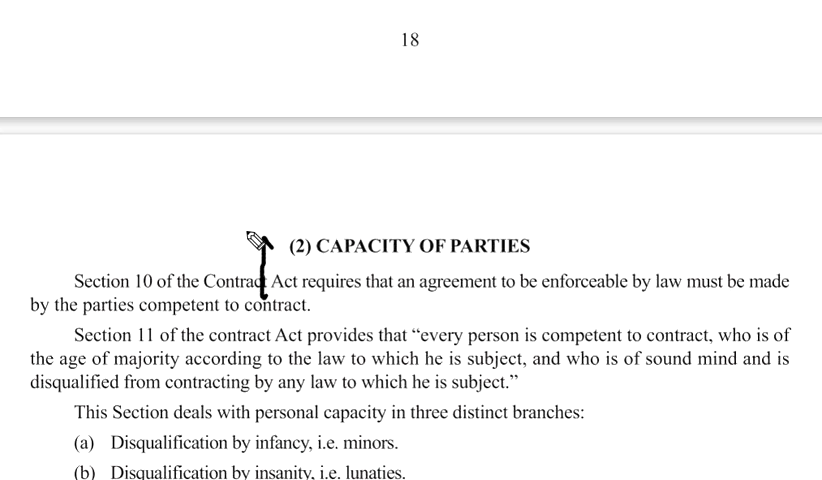 18
(2) CAPACITY OF PARTIES
Section 10 of the Contract Act requires that an agreement to be enforceable by law must be made
by the parties competent to contract.
Section 11 of the contract Act provides that “every person is competent to contract, who is of
the age of majority according to the law to which he is subject, and who is of sound mind and is
disqualified from contracting by any law to which he is subject.”
This Section deals with personal capacity in three distinct branches:
(a) Disqualification by infancy, i.e. minors.
(b) Disqualification by insanity, i.e. lunaties.